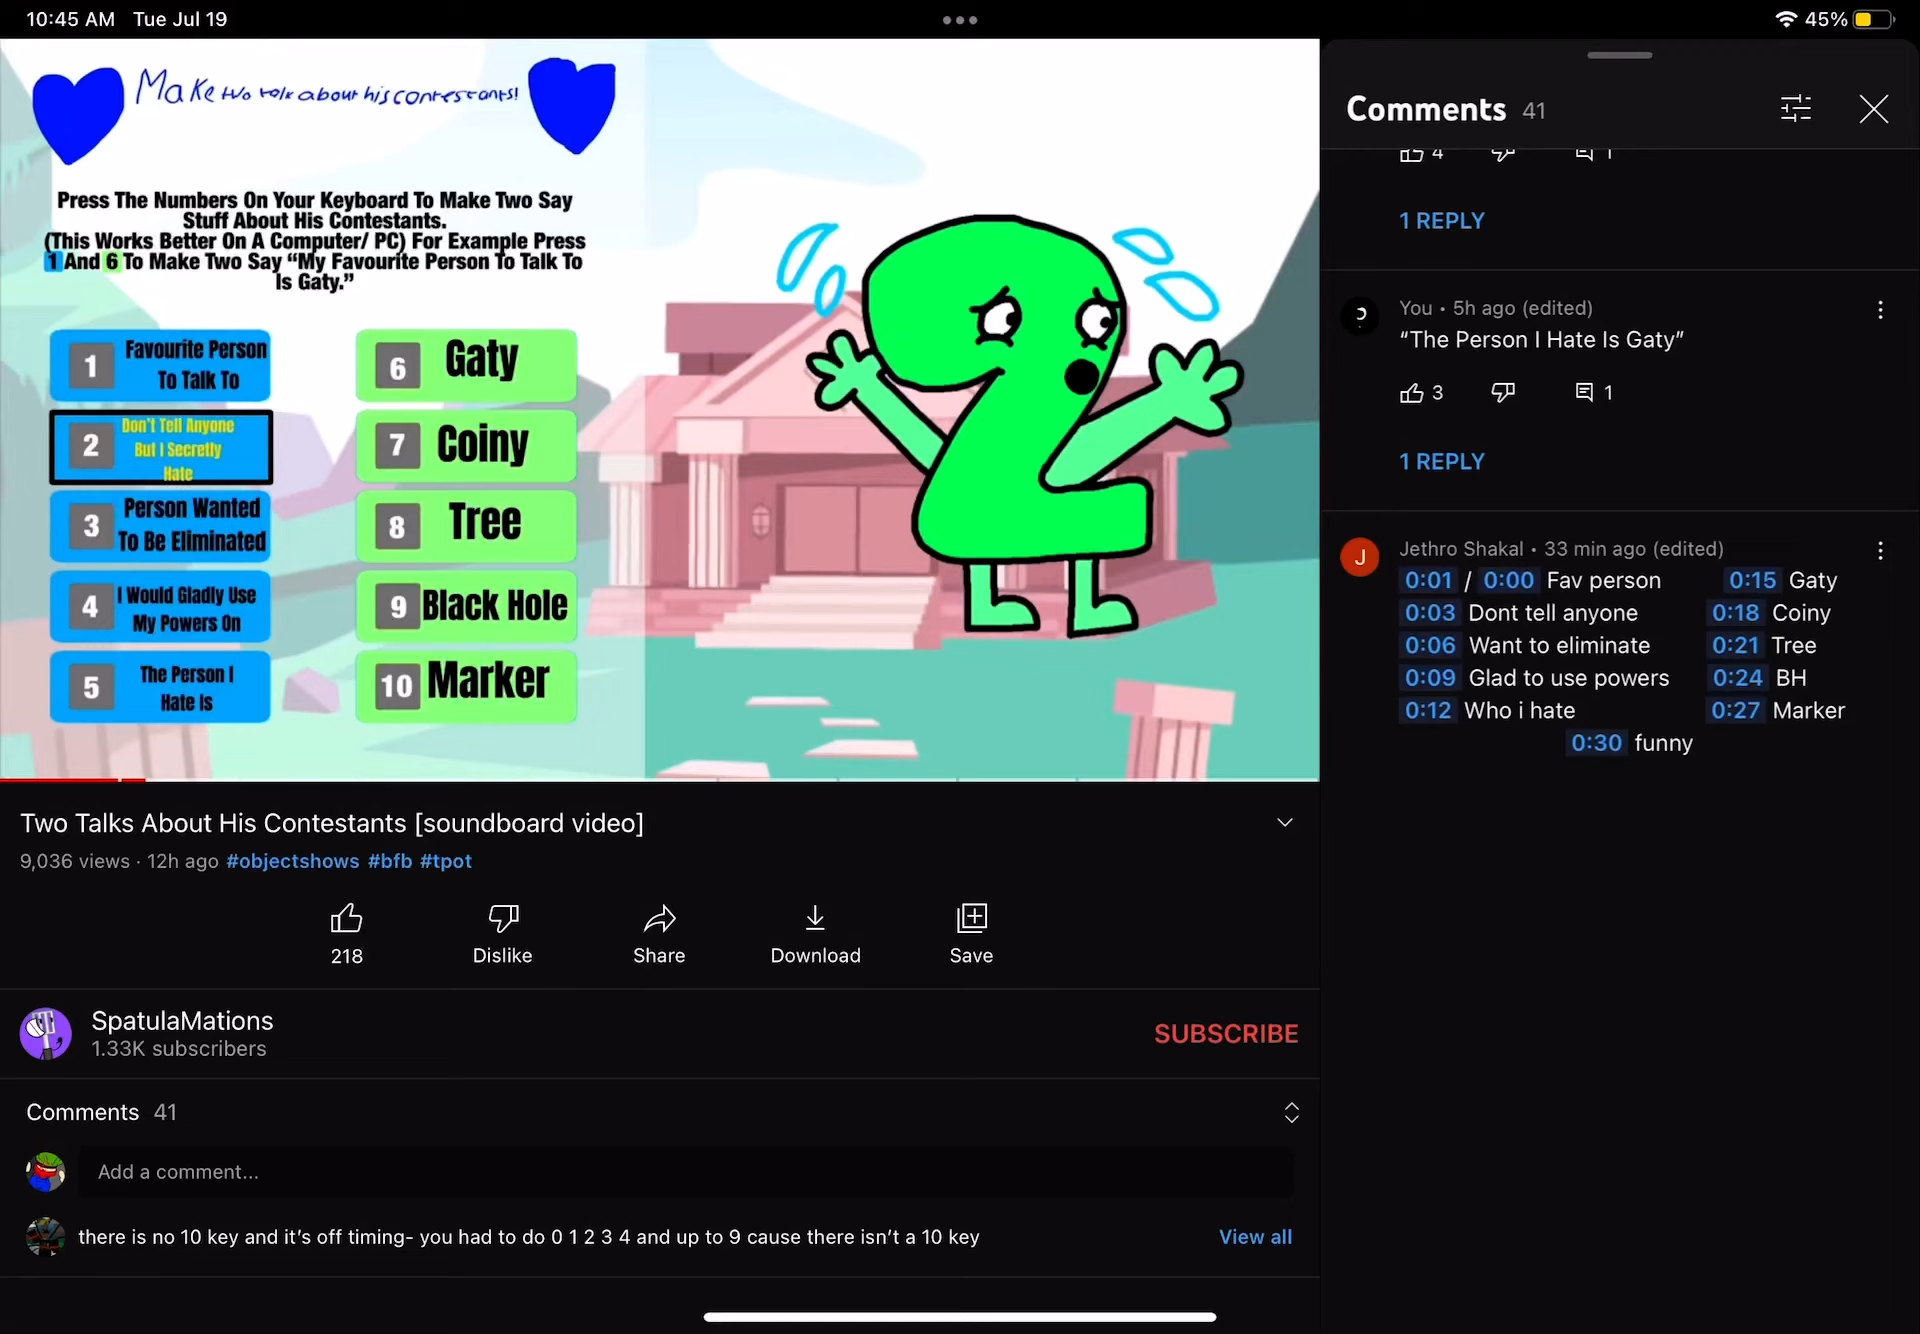 10:45 AM Tue Jul 19
45%
Make two talk about his contestants!
Press The Numbers On Your Keyboard To Make Two Say
Stuff About His Contestants.
(This Works Better On A Computer/ PC) For Example Press
1 And 6 To Make Two Say “My Favourite Person To Talk To
Is Gaty.”
1 Favourite Person
To Talk To
2 Don't Tell Anyone
But I Secretly
Hate
3 Person Wanted
To Be Eliminated
4 I Would Gladly Use
My Powers On
5 The Person I
Hate Is
6 Gaty
7 Coiny
8 Tree
9 Black Hole
10 Marker
Two Talks About His Contestants [soundboard video]
9,036 views · 12h ago #objectshows #bfb #tpot
218 Dislike Share Download Save
SpatulaMations
1.33K subscribers
SUBSCRIBE
Comments 41
Add a comment...
there is no 10 key and it’s off timing- you had to do 0 1 2 3 4 and up to 9 cause there isn’t a 10 key
View all
Comments 41
4 1
1 REPLY
You • 5h ago (edited)
“The Person I Hate Is Gaty”
3 1
1 REPLY
J
Jethro Shakal • 33 min ago (edited)
0:01 / 0:00 Fav person 0:15 Gaty
0:03 Dont tell anyone 0:18 Coiny
0:06 Want to eliminate 0:21 Tree
0:09 Glad to use powers 0:24 BH
0:12 Who i hate 0:27 Marker
0:30 funny